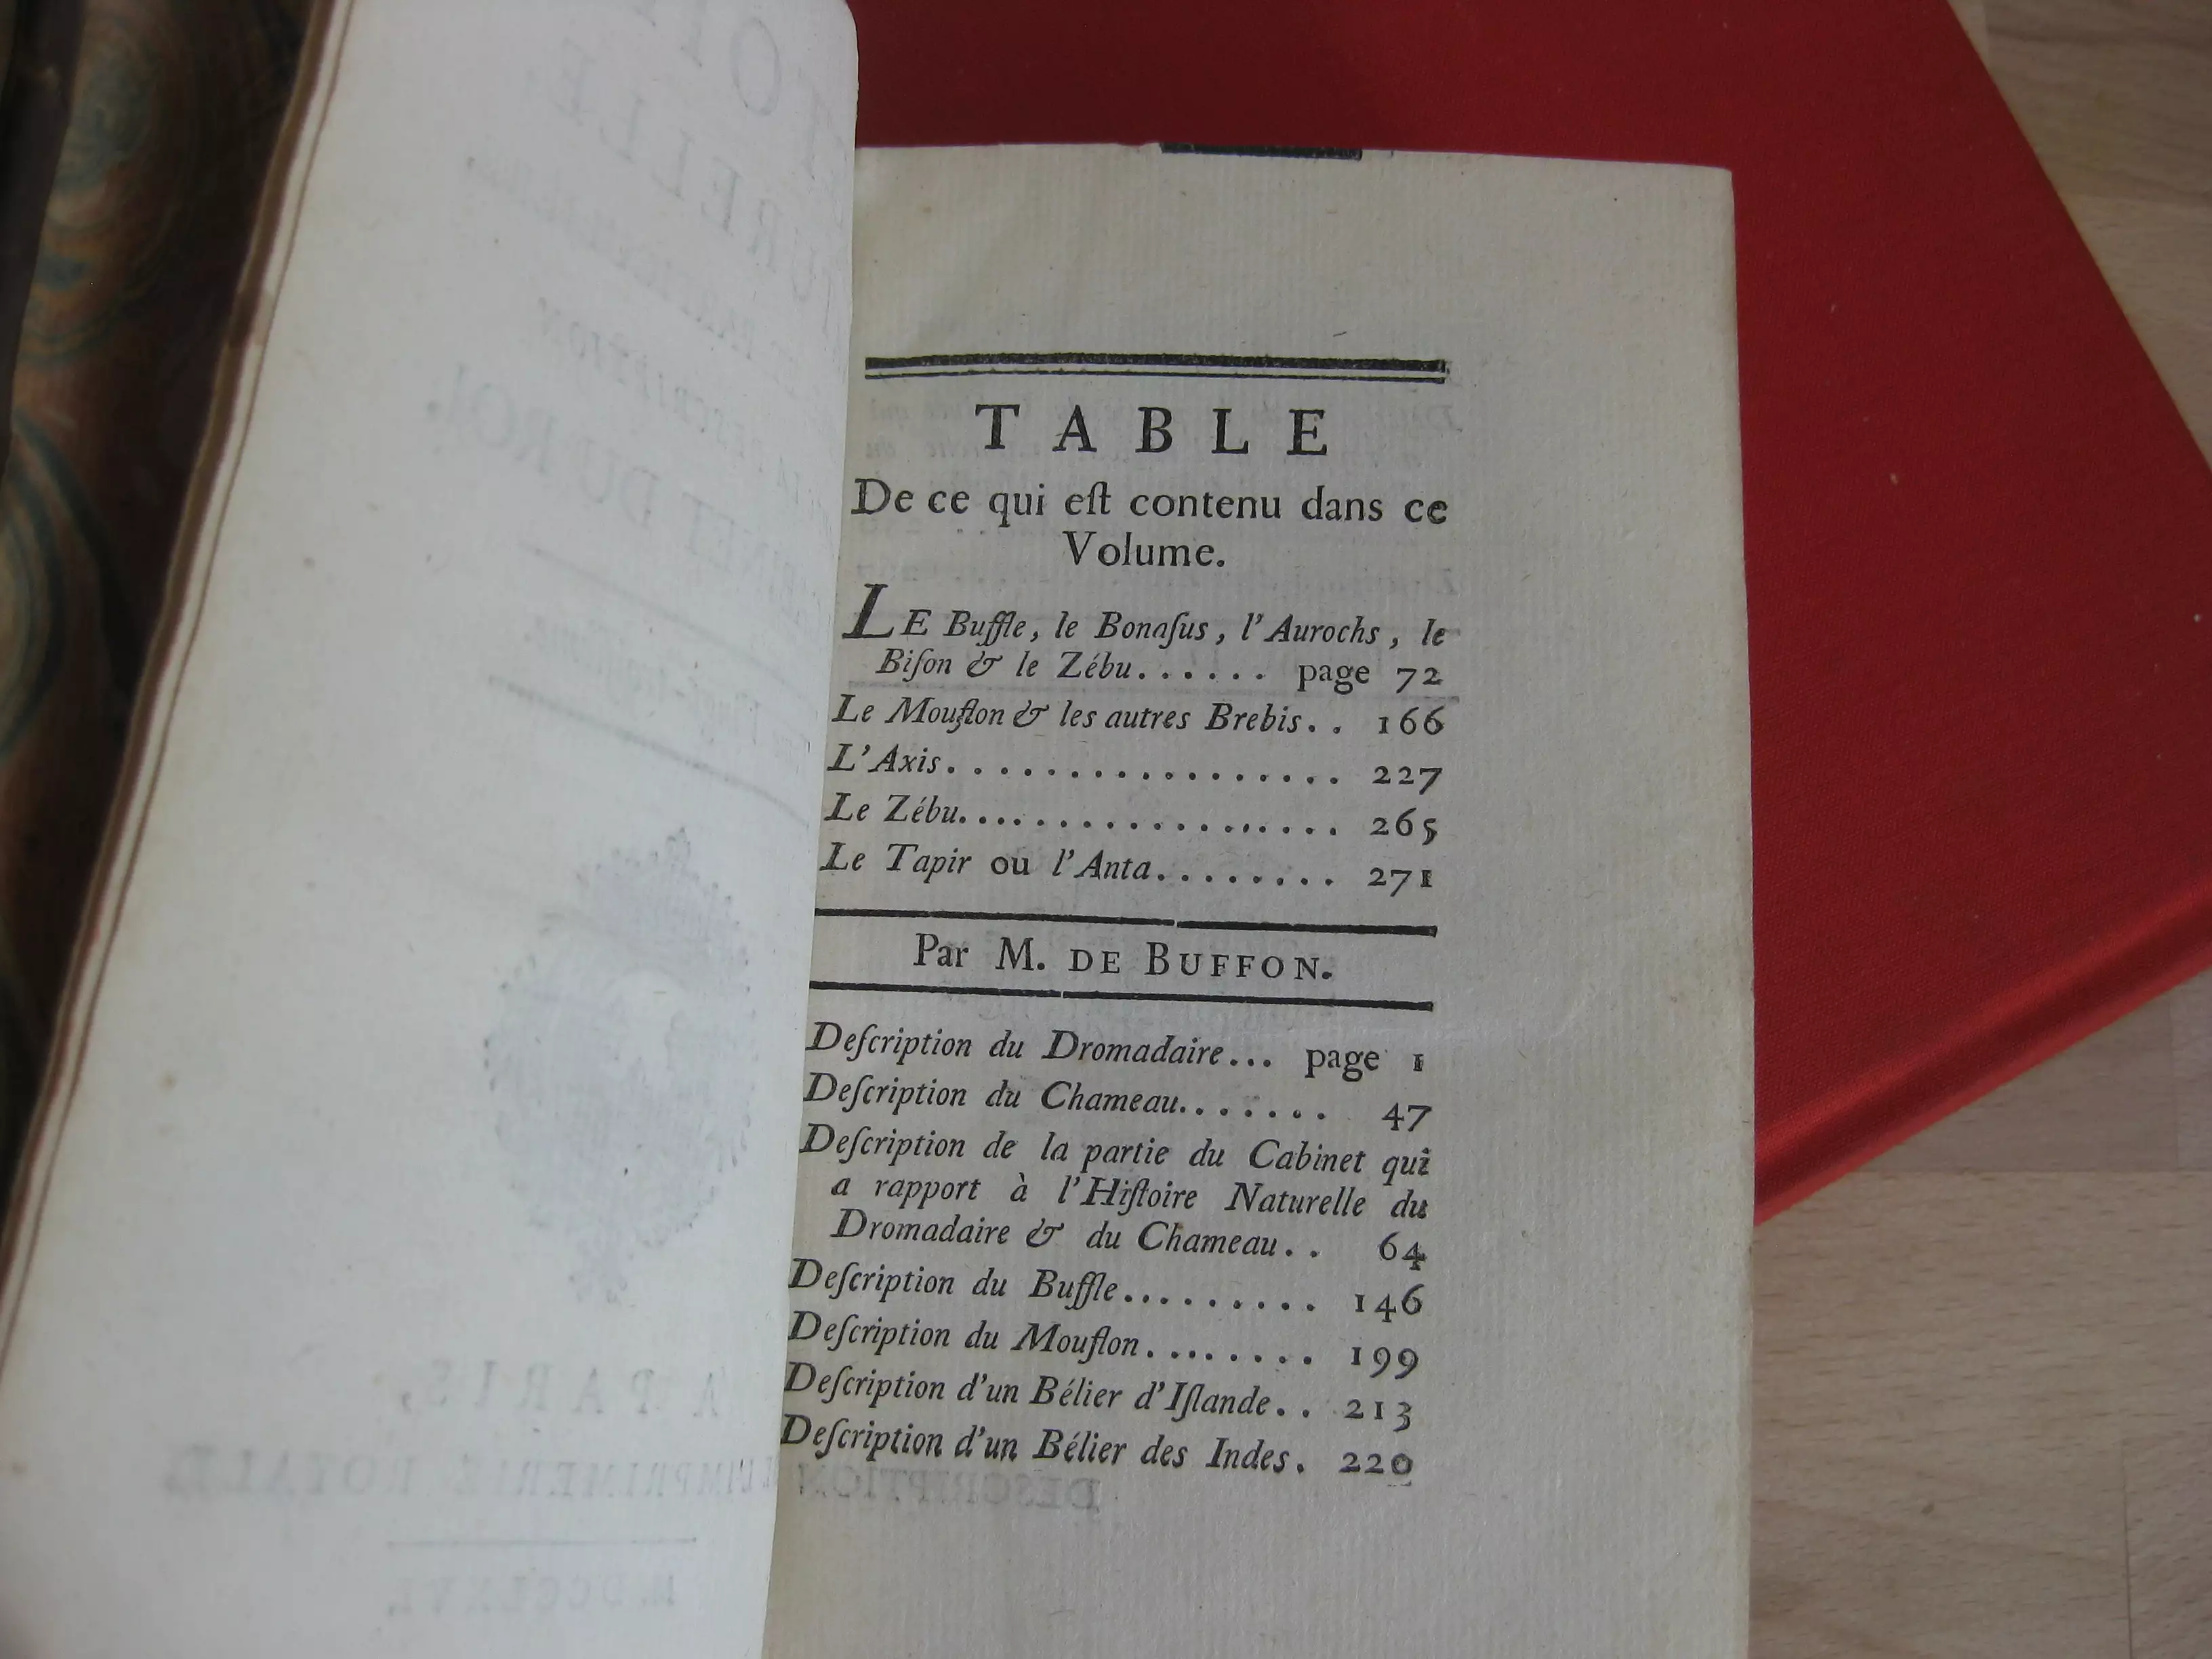 TABLE
De ce qui eſt contenu dans ce
Volume.
LE Buffle, le Bonaſus, l'Aurochs, le
Biſon & le Zébu...... page 72
Le Mouflon & les autres Brebis.. 166
L'Axis.................. 227
Le Zébu.................... 265
Le Tapir ou l'Anta........ 271
Par M. DE BUFFON.
Deſcription du Dromadaire... page 1
Deſcription du Chameau....... 47
Deſcription de la partie du Cabinet qui
a rapport à l'Hiſtoire Naturelle du
Dromadaire & du Chameau.. 64
Deſcription du Buffle......... 146
Deſcription du Mouflon........ 199
Deſcription d'un Bélier d'Iſlande.. 213
Deſcription d'un Bélier des Indes. 220